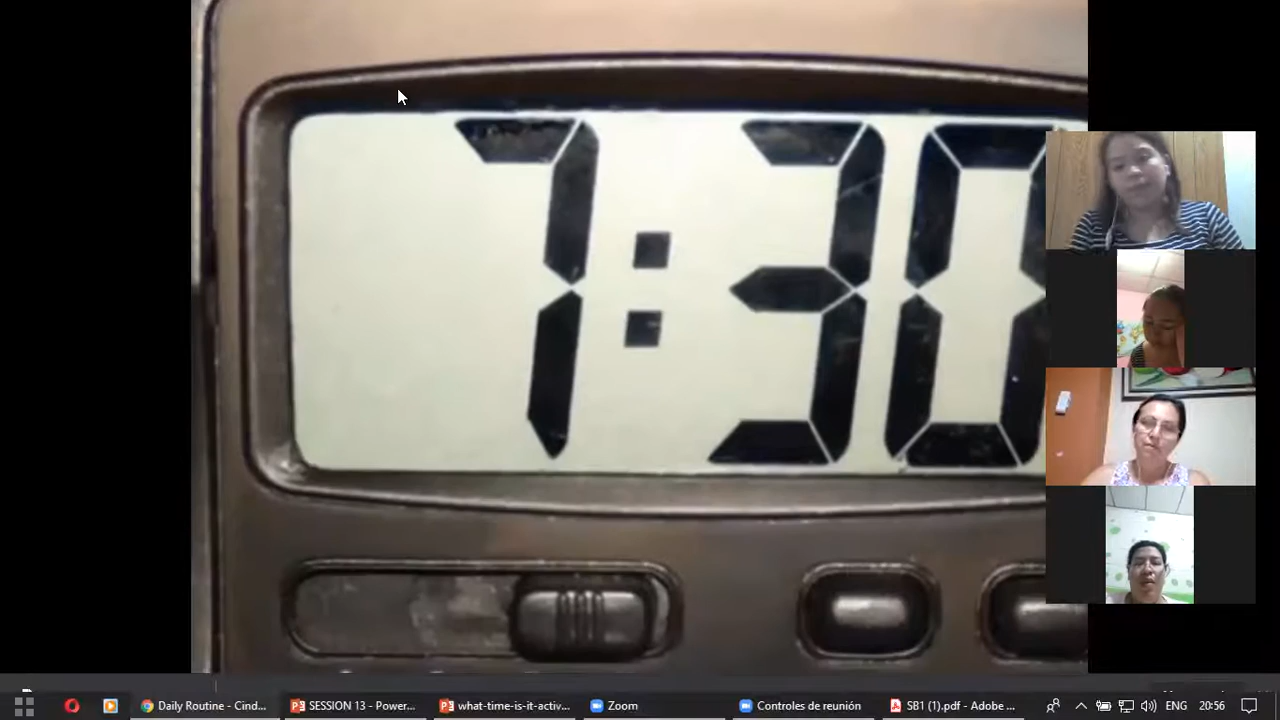 7:30
Daily Routine - Cind...
SESSION 13 - Power...
what-time-is-it-activ...
Zoom
Controles de reunión
SB1 (1).pdf - Adobe ...
ENG
20:56